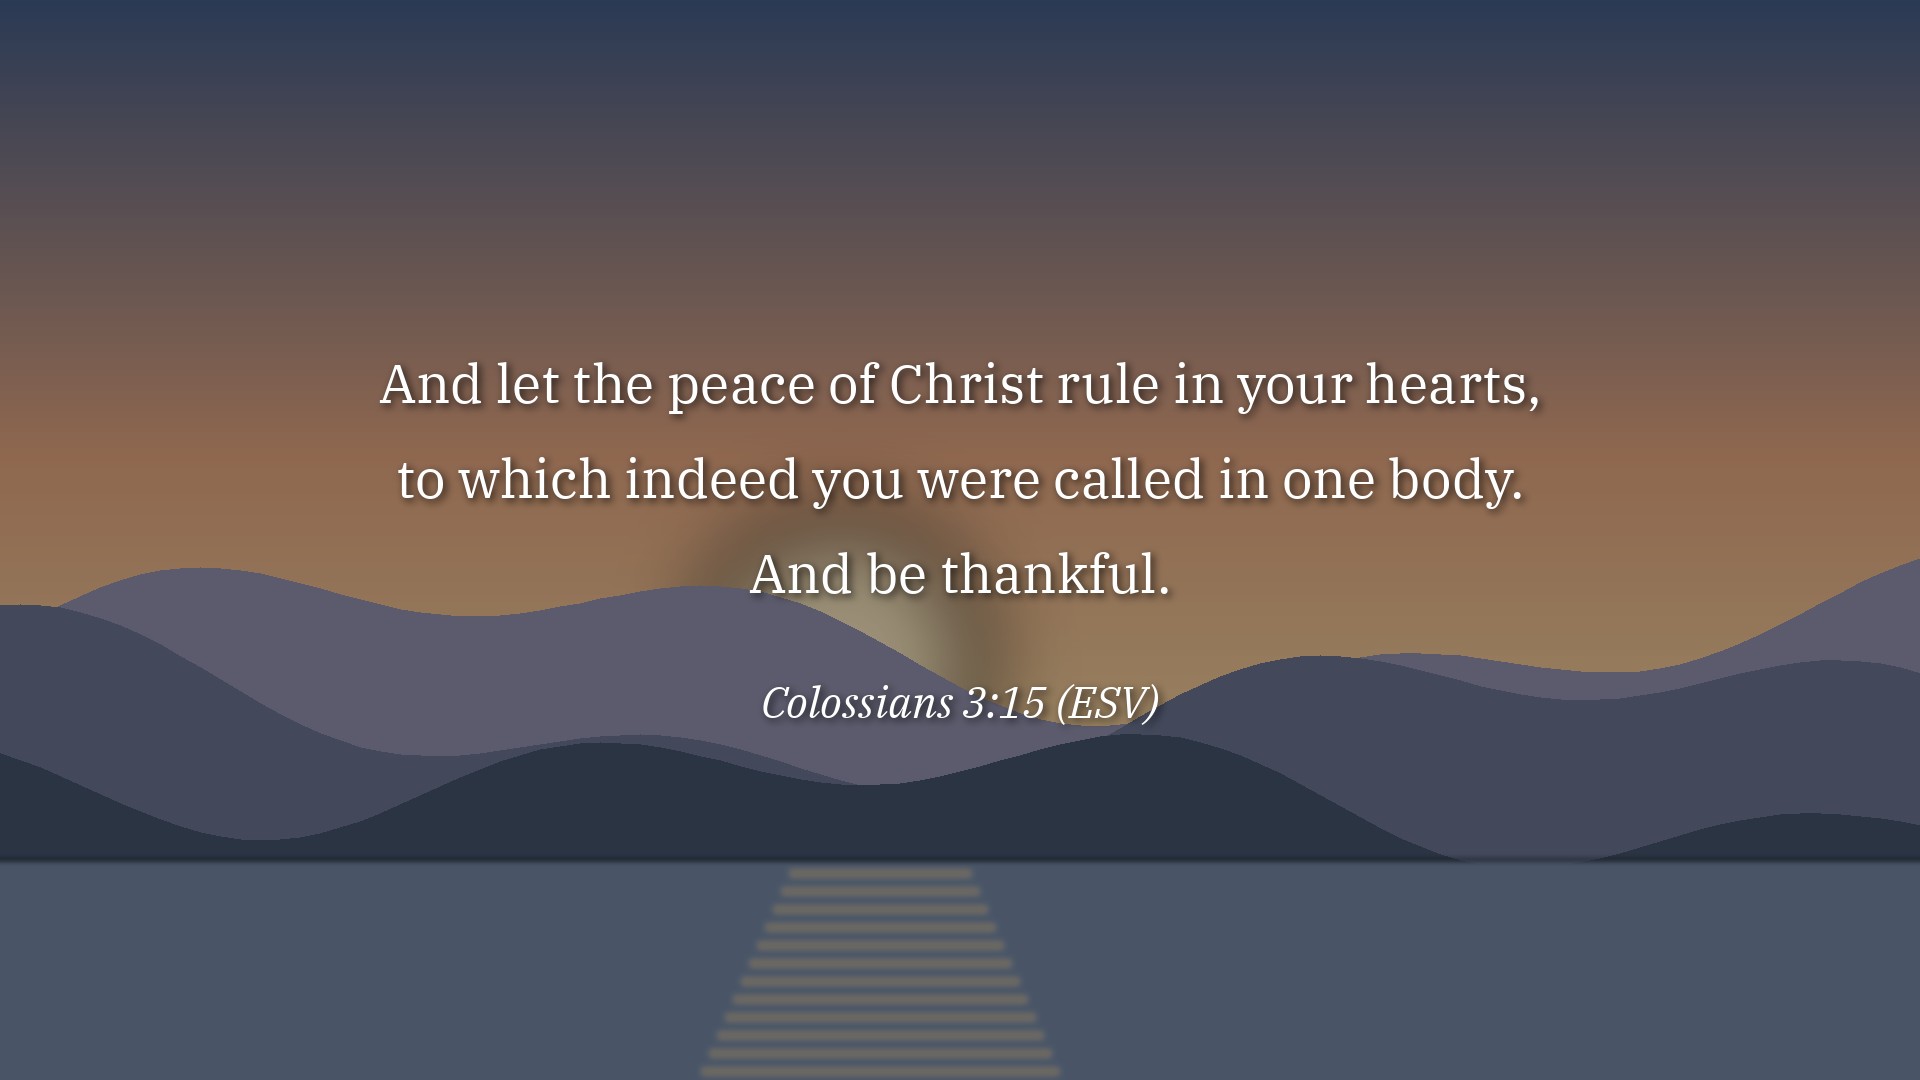 And let the peace of Christ rule in your hearts,
to which indeed you were called in one body.
And be thankful.
Colossians 3:15 (ESV)